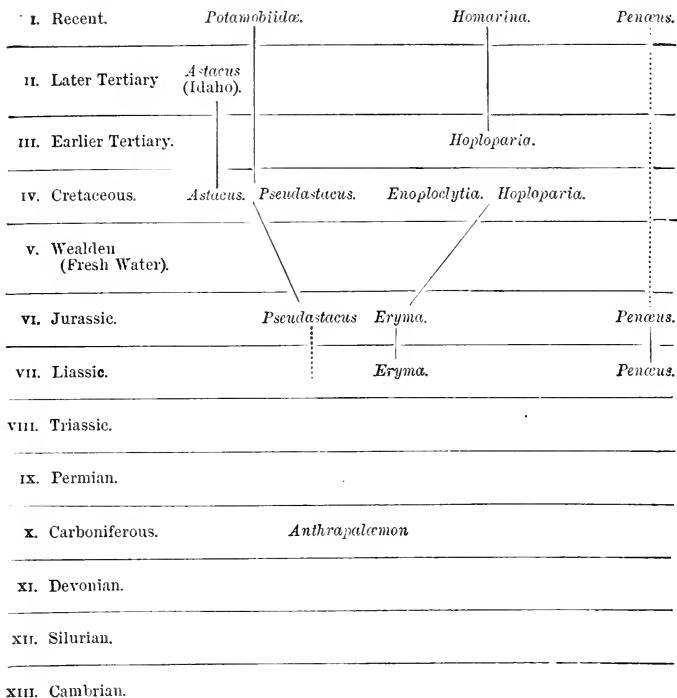 I. Recent. Potamobiidæ. Homarina. Penæus.
II. Later Tertiary Astacus
(Idaho).
III. Earlier Tertiary. Hoploparia.
IV. Cretaceous. Astacus. Pseudastacus. Enoploclytia. Hoploparia.
V. Wealden
(Fresh Water).
VI. Jurassic. Pseudastacus Eryma. Penæus.
VII. Liassic. Eryma. Penæus.
VIII. Triassic.
IX. Permian.
X. Carboniferous. Anthrapalæmon
XI. Devonian.
XII. Silurian.
XIII. Cambrian.